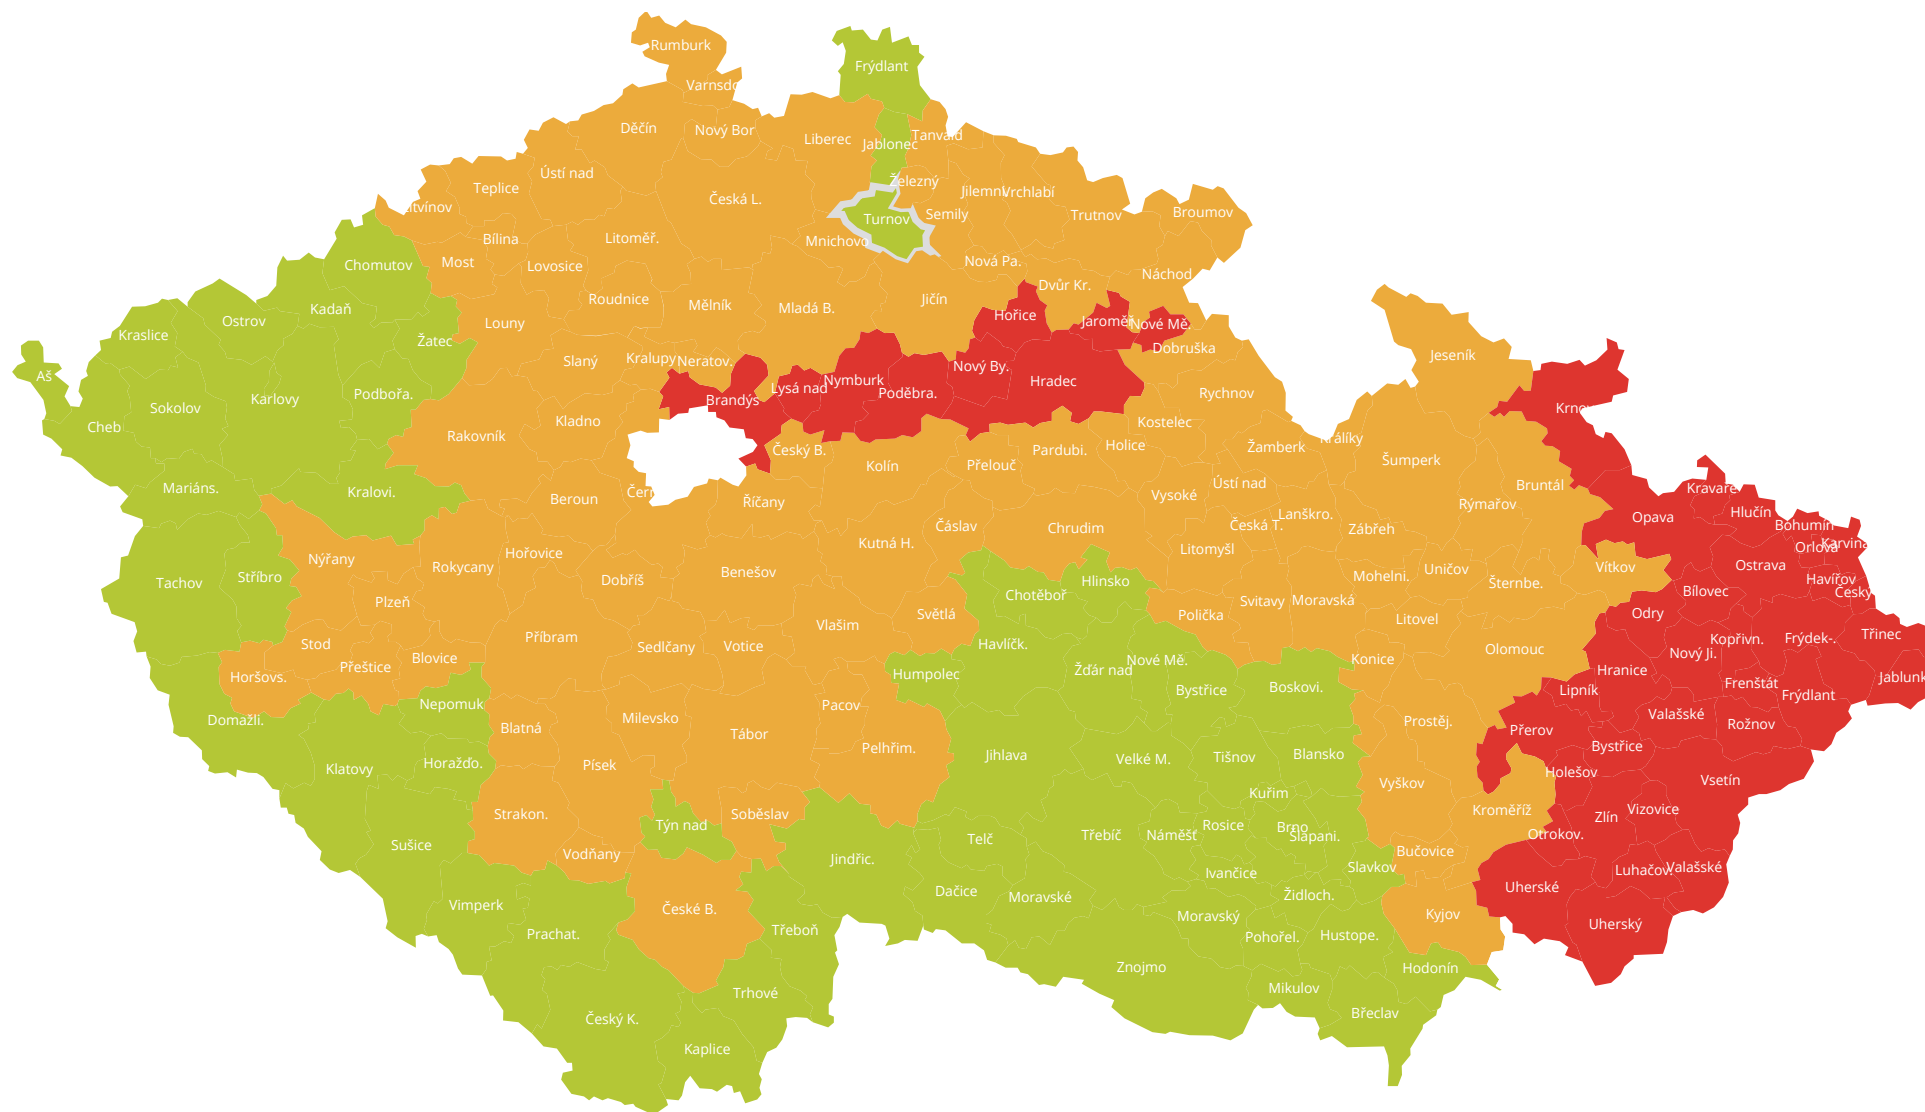 Rumburk
Frýdlant
Varnsdo
Děčín
Nový Bor
Liberec
Jablonec
Tanvald
Ústí nad
Teplice
Železný
Jilemni
Vrchlabí
Česká L.
Litvínov
Turnov
Semily
Trutnov
Broumov
Bílina
Litoměř.
Mnichovo
Most
Lovosice
Nová Pa.
Náchod
Chomutov
Dvůr Kr.
Roudnice
Mělník
Mladá B.
Jičín
Kadaň
Ostrov
Louny
Hořice
Jaroměř
Nové Mě.
Kraslice
Žatec
Dobruška
Slaný
Kralupy
Neratov.
Jeseník
Aš
Nový By.
Hradec
Nymburk
Lysá nad
Poděbra.
Rychnov
Podbořa.
Karlovy
Sokolov
Brandýs
Krnov
Cheb
Kladno
Kostelec
Rakovník
Holice
Žamberk
Králíky
Český B.
Pardubi.
Kolín
Přelouč
Šumperk
Mariáns.
Kralovi.
Beroun
Čern
Říčany
Vysoké
Ústí nad
Bruntál
Kravaře
Rýmařov
Hlučín
Lanškro.
Opava
Čáslav
Chrudim
Česká T.
Zábřeh
Bohumín
Kutná H.
Litomyšl
Orlová
Karviná
Nýřany
Hořovice
Rokycany
Ostrava
Vítkov
Uničov
Tachov
Stříbro
Dobříš
Benešov
Hlinsko
Mohelni.
Šternbe.
Havířov
Český
Chotěboř
Bílovec
Plzeň
Svitavy
Moravská
Světlá
Polička
Litovel
Odry
Vlašim
Příbram
Stod
Sedlčany
Votice
Havlíčk.
Kopřivn.
Frýdek-.
Třinec
Olomouc
Nový Ji.
Blovice
Přeštice
Konice
Nové Mě.
Žďár nad
Hranice
Humpolec
Horšovs.
Jablunk
Boskovi.
Bystřice
Lipník
Frenštát
Frýdlant
Nepomuk
Pacov
Valašské
Domažli.
Milevsko
Prostěj.
Rožnov
Blatná
Tábor
Přerov
Pelhřim.
Bystřice
Jihlava
Velké M.
Tišnov
Blansko
Klatovy
Horažďo.
Písek
Holešov
Vsetín
Vyškov
Kuřim
Strakon.
Soběslav
Kroměříž
Vizovice
Zlín
Týn nad
Rosice
Brno
Šlapani.
Třebíč
Náměšť
Otrokov.
Telč
Sušice
Vodňany
Jindřic.
Bučovice
Slavkov
Valašské
Luhačov.
Ivančice
Uherské
Dačice
Moravské
Židloch.
Vimperk
České B.
Kyjov
Moravský
Uherský
Třeboň
Prachat.
Pohořel.
Hustope.
Znojmo
Hodonín
Mikulov
Trhové
Břeclav
Český K.
Kaplice